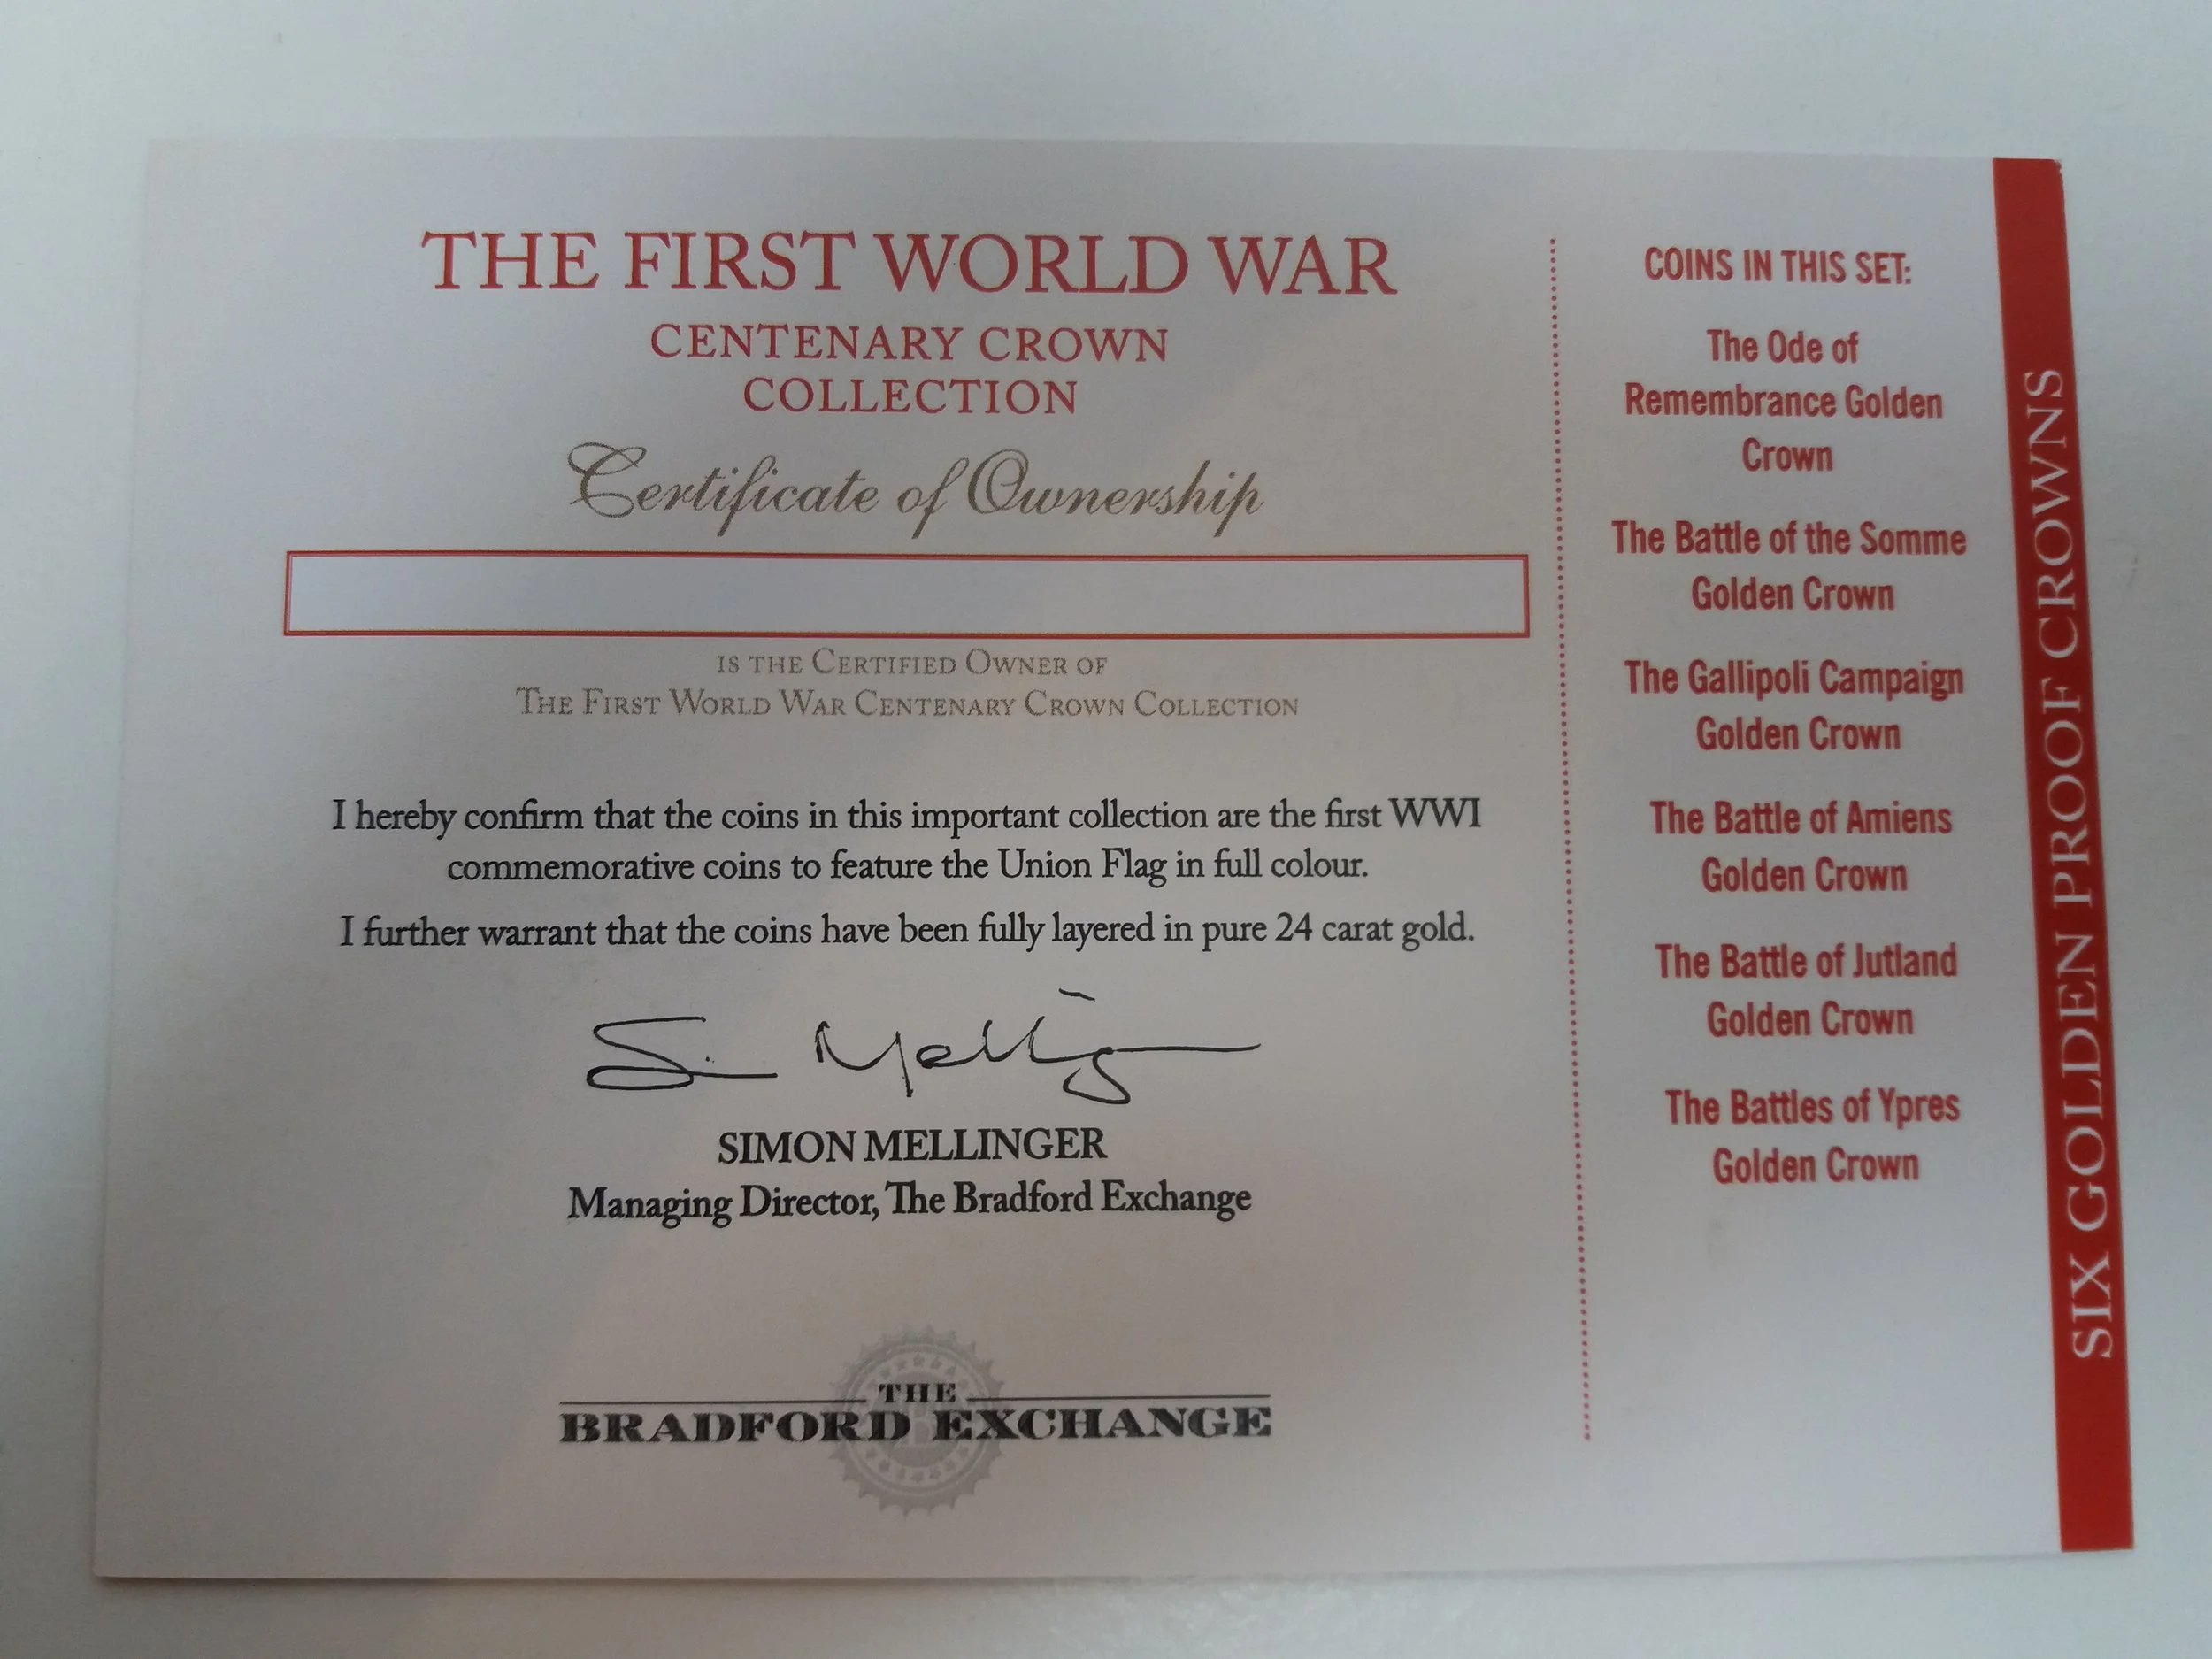 THE FIRST WORLD WAR
CENTENARY CROWN
COLLECTION
Certificate of Ownership
IS THE CERTIFIED OWNER OF
THE FIRST WORLD WAR CENTENARY CROWN COLLECTION
I hereby confirm that the coins in this important collection are the first WWI
commemorative coins to feature the Union Flag in full colour.
I further warrant that the coins have been fully layered in pure 24 carat gold.
SIMON MELLINGER
Managing Director, The Bradford Exchange
THE
BRADFORD EXCHANGE
COINS IN THIS SET:
The Ode of
Remembrance Golden
Crown
The Battle of the Somme
Golden Crown
The Gallipoli Campaign
Golden Crown
The Battle of Amiens
Golden Crown
The Battle of Jutland
Golden Crown
The Battles of Ypres
Golden Crown
SIX GOLDEN PROOF CROWNS